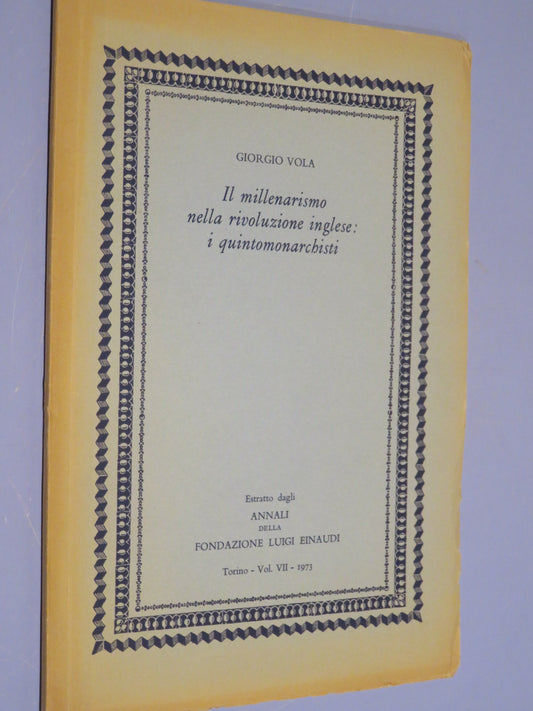 GIORGIO VOLA
Il millenarismo
nella rivoluzione inglese:
i quintomonarchisti
Estratto dagli
ANNALI
DELLA
FONDAZIONE LUIGI EINAUDI
Torino - Vol. VII - 1973